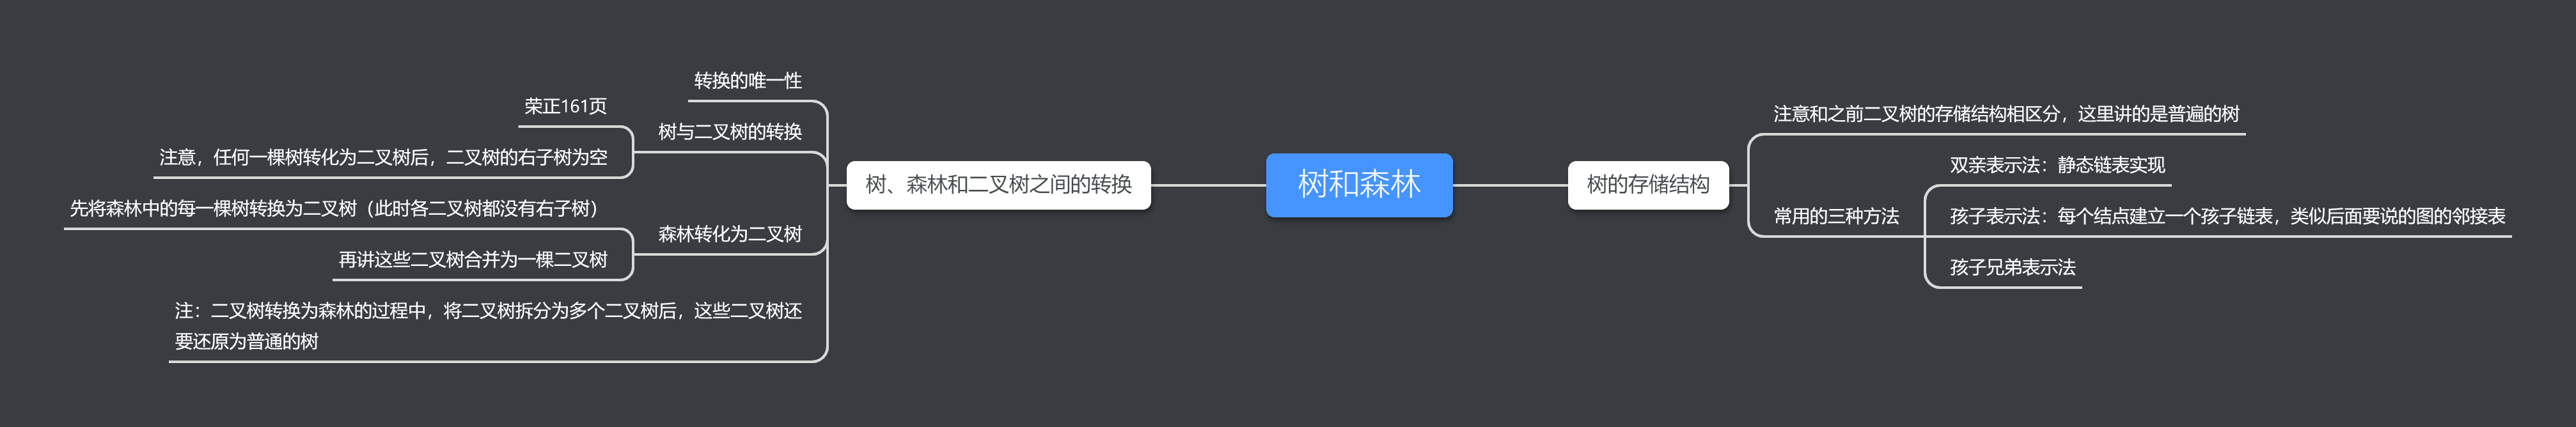 树和森林
树的存储结构
注意和之前二叉树的存储结构相区分，这里讲的是普遍的树
常用的三种方法
双亲表示法：静态链表实现
孩子表示法：每个结点建立一个孩子链表，类似后面要说的图的邻接表
孩子兄弟表示法
树、森林和二叉树之间的转换
转换的唯一性
树与二叉树的转换
荣正161页
注意，任何一棵树转化为二叉树后，二叉树的右子树为空
森林转化为二叉树
先将森林中的每一棵树转换为二叉树（此时各二叉树都没有右子树）
再讲这些二叉树合并为一棵二叉树
注：二叉树转换为森林的过程中，将二叉树拆分为多个二叉树后，这些二叉树还
要还原为普通的树